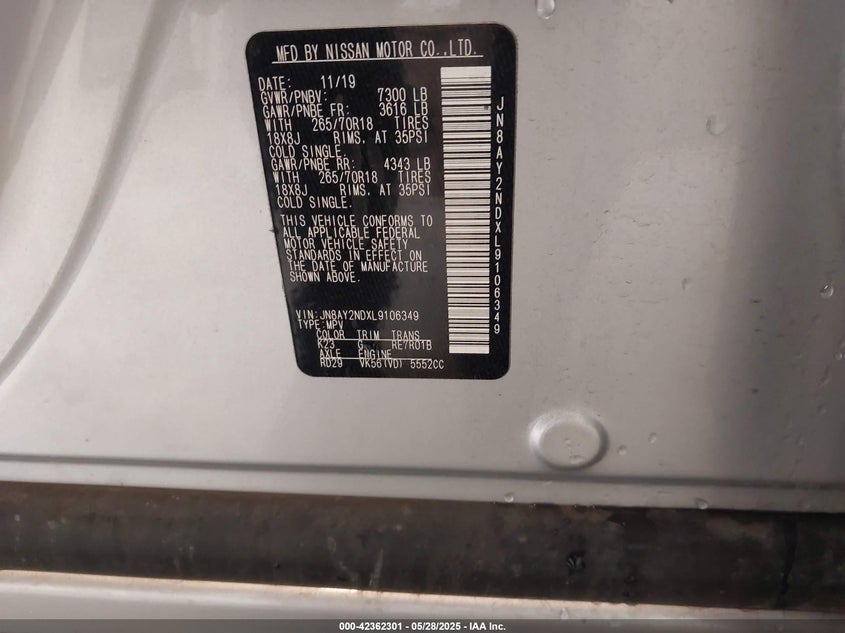 MFD BY NISSAN MOTOR CO.,LTD.
DATE: 11/19
GVWR/PNBV: 7300 LB
GAWR/PNBE FR: 3616 LB
WITH 265/70R18 TIRES
18X8J RIMS, AT 35PSI
COLD SINGLE.
GAWR/PNBE RR: 4343 LB
WITH 265/70R18 TIRES
18X8J RIMS, AT 35PSI
COLD SINGLE.
THIS VEHICLE CONFORMS TO
ALL APPLICABLE FEDERAL
MOTOR VEHICLE SAFETY
STANDARDS IN EFFECT ON
THE DATE OF MANUFACTURE
SHOWN ABOVE.
VIN: JN8AY2NDXL9106349
TYPE: MPV
COLOR TRIM TRANS
K23 G RE7R01B
AXLE ENGINE
RD29 VK56(VD) 5552CC
JN8AY2NDXL9106349
000-42362301 / 05/28/2025 - IAA Inc.